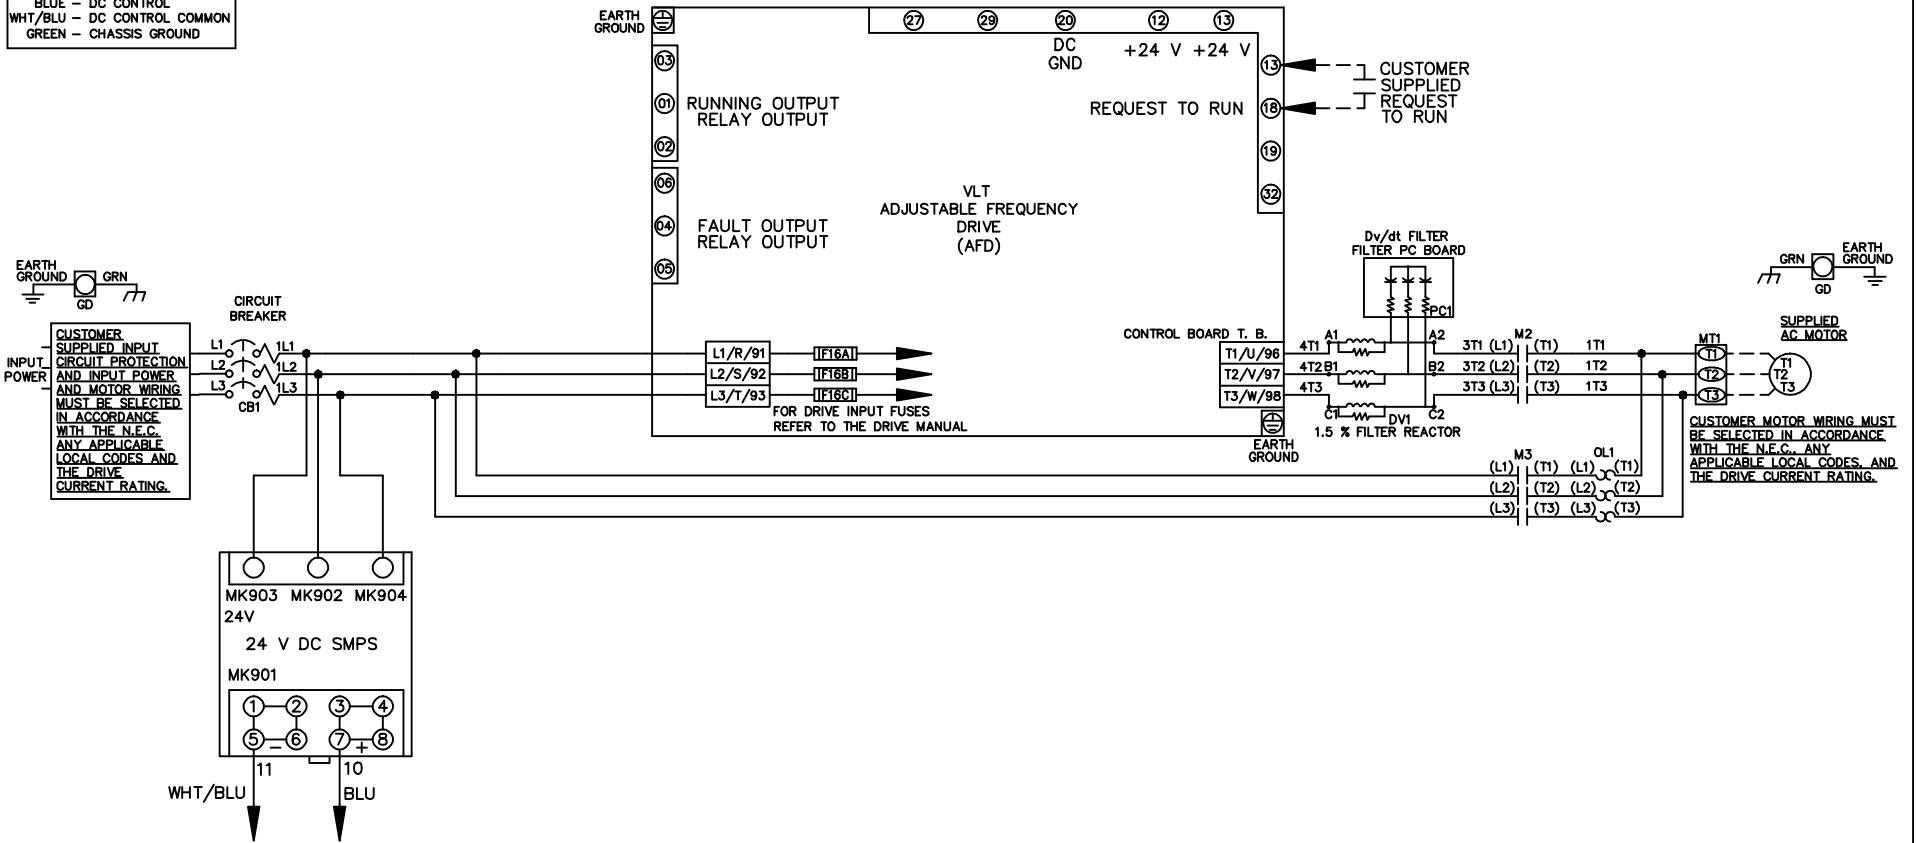 BLUE – DC CONTROL
WHT/BLU – DC CONTROL COMMON
GREEN – CHASSIS GROUND
EARTH
GROUND
27
29
20
12
13
DC
GND
+24 V
+24 V
03
01
02
RUNNING OUTPUT
RELAY OUTPUT
06
04
05
FAULT OUTPUT
RELAY OUTPUT
REQUEST TO RUN
13
18
19
32
CUSTOMER
SUPPLIED
REQUEST
TO RUN
VLT
ADJUSTABLE FREQUENCY
DRIVE
(AFD)
Dv/dt FILTER
FILTER PC BOARD
PC1
EARTH
GROUND
GRN
GD
CIRCUIT
BREAKER
INPUT
POWER
CUSTOMER
SUPPLIED INPUT
CIRCUIT PROTECTION
AND INPUT POWER
AND MOTOR WIRING
MUST BE SELECTED
IN ACCORDANCE
WITH THE N.E.C.
ANY APPLICABLE
LOCAL CODES AND
THE DRIVE
CURRENT RATING.
L1
L2
L3
CB1
1L1
1L2
1L3
L1/R/91
L2/S/92
L3/T/93
F16A
F16B
F16C
FOR DRIVE INPUT FUSES
REFER TO THE DRIVE MANUAL
CONTROL BOARD T. B.
T1/U/96
T2/V/97
T3/W/98
EARTH
GROUND
4T1
4T2
4T3
A1
B1
C1
A2
B2
C2
DV1
1.5 % FILTER REACTOR
M2
3T1 (L1) (T1) 1T1
3T2 (L2) (T2) 1T2
3T3 (L3) (T3) 1T3
M3
OL1
(L1) (T1) (L1) (T1)
(L2) (T2) (L2) (T2)
(L3) (T3) (L3) (T3)
MT1
T1
T2
T3
GRN
GD
EARTH
GROUND
SUPPLIED
AC MOTOR
T1
T2
T3
CUSTOMER MOTOR WIRING MUST
BE SELECTED IN ACCORDANCE
WITH THE N.E.C., ANY
APPLICABLE LOCAL CODES, AND
THE DRIVE CURRENT RATING.
MK903 MK902 MK904
24V
24 V DC SMPS
MK901
1 2 3 4
5 – 6 7 + 8
11
10
WHT/BLU
BLU